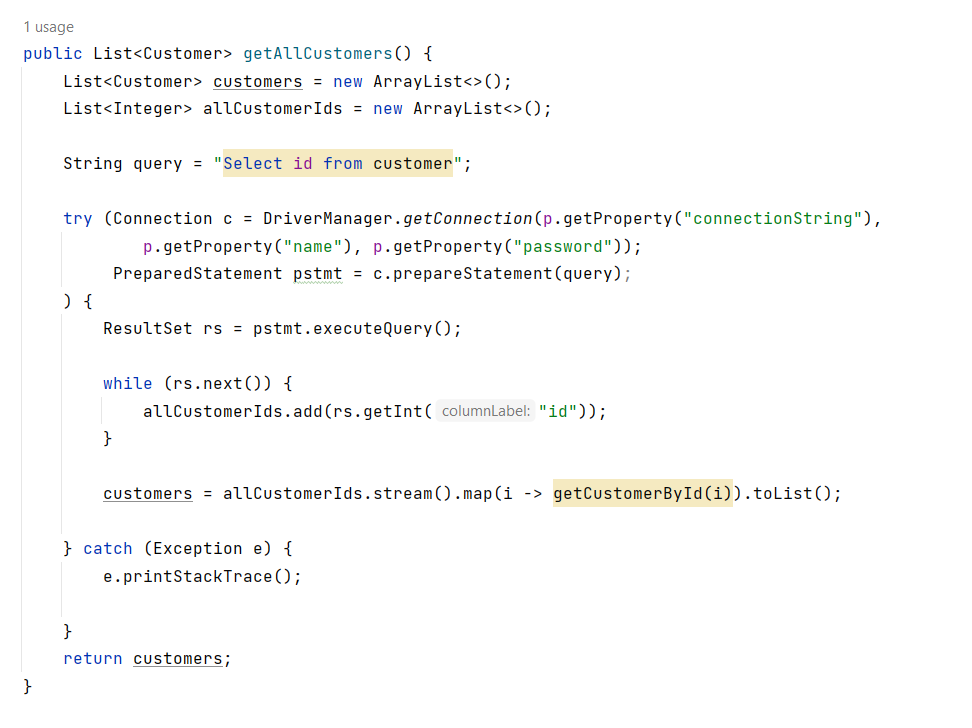 1 usage
public List<Customer> getAllCustomers() {
    List<Customer> customers = new ArrayList<>();
    List<Integer> allCustomerIds = new ArrayList<>();
    String query = "Select id from customer";
    try (Connection c = DriverManager.getConnection(p.getProperty("connectionString"),
            p.getProperty("name"), p.getProperty("password"));
         PreparedStatement pstmt = c.prepareStatement(query);
    ) {
        ResultSet rs = pstmt.executeQuery();
        while (rs.next()) {
            allCustomerIds.add(rs.getInt( columnLabel: "id"));
        }
        customers = allCustomerIds.stream().map(i -> getCustomerById(i)).toList();
    } catch (Exception e) {
        e.printStackTrace();
    }
    return customers;
}